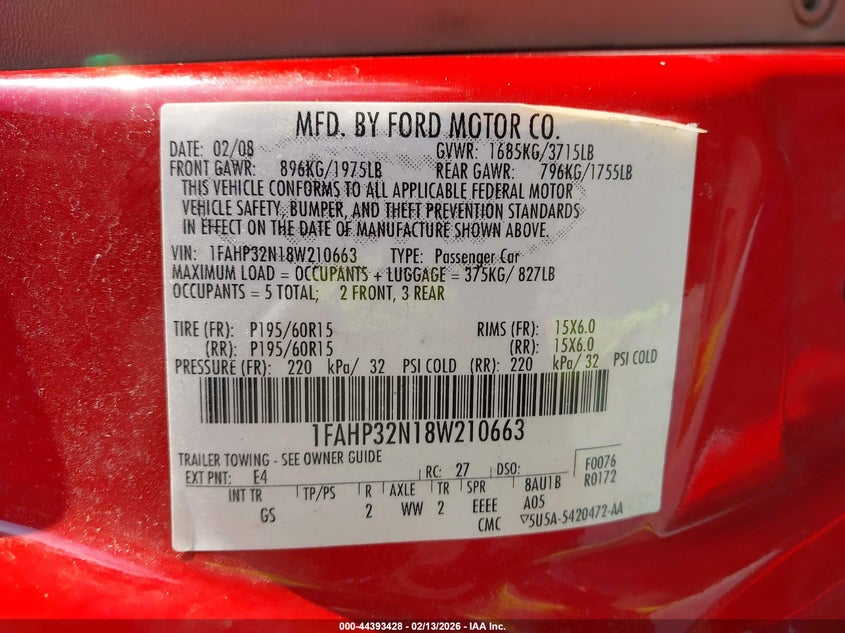 MFD. BY FORD MOTOR CO.
DATE: 02/08 GVWR: 1685KG/3715LB
FRONT GAWR: 896KG/1975LB REAR GAWR: 796KG/1755LB
THIS VEHICLE CONFORMS TO ALL APPLICABLE FEDERAL MOTOR
VEHICLE SAFETY, BUMPER, AND THEFT PREVENTION STANDARDS
IN EFFECT ON THE DATE OF MANUFACTURE SHOWN ABOVE.
VIN: 1FAHP32N18W210663 TYPE: Passenger Car
MAXIMUM LOAD = OCCUPANTS + LUGGAGE = 375KG/ 827LB
OCCUPANTS = 5 TOTAL; 2 FRONT, 3 REAR
TIRE (FR): P195/60R15 RIMS (FR): 15X6.0
(RR): P195/60R15 (RR): 15X6.0
PRESSURE (FR): 220 kPa/ 32 PSI COLD (RR): 220 kPa/ 32 PSI COLD
1FAHP32N18W210663
TRAILER TOWING - SEE OWNER GUIDE
EXT PNT: E4 RC: 27 DSO: F0076
R0172
INT TR TP/PS R AXLE TR SPR 8AU1B
GS 2 WW 2 EEEE A05
CMC 5U5A-5420472-AA
000-44393428 - 02/13/2026 - IAA Inc.